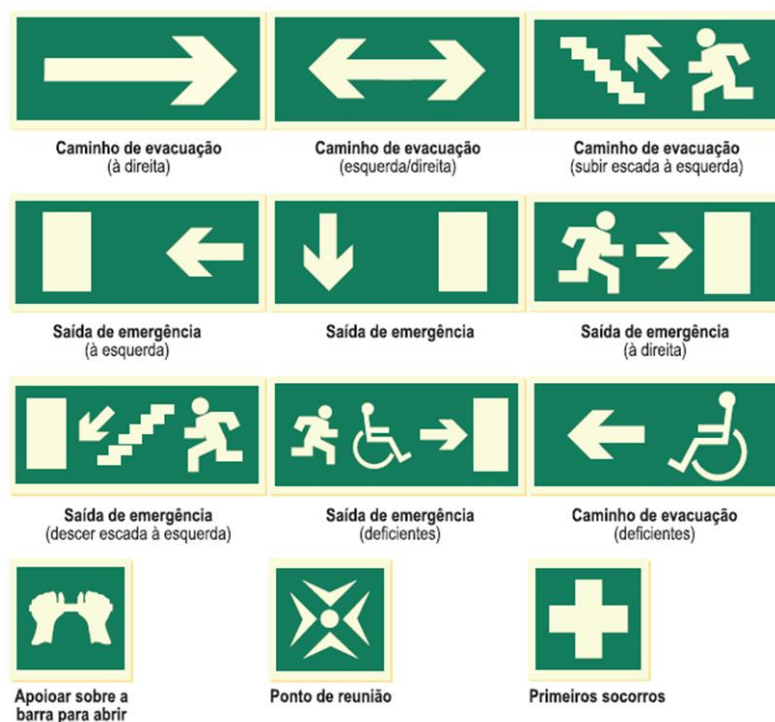 Caminho de evacuação
(à direita)
Caminho de evacuação
(esquerda/direita)
Caminho de evacuação
(subir escada à esquerda)
Saída de emergência
(à esquerda)
Saída de emergência
Saída de emergência
(à direita)
Saída de emergência
(descer escada à esquerda)
Saída de emergência
(deficientes)
Caminho de evacuação
(deficientes)
Apoioar sobre a
barra para abrir
Ponto de reunião
Primeiros socorros